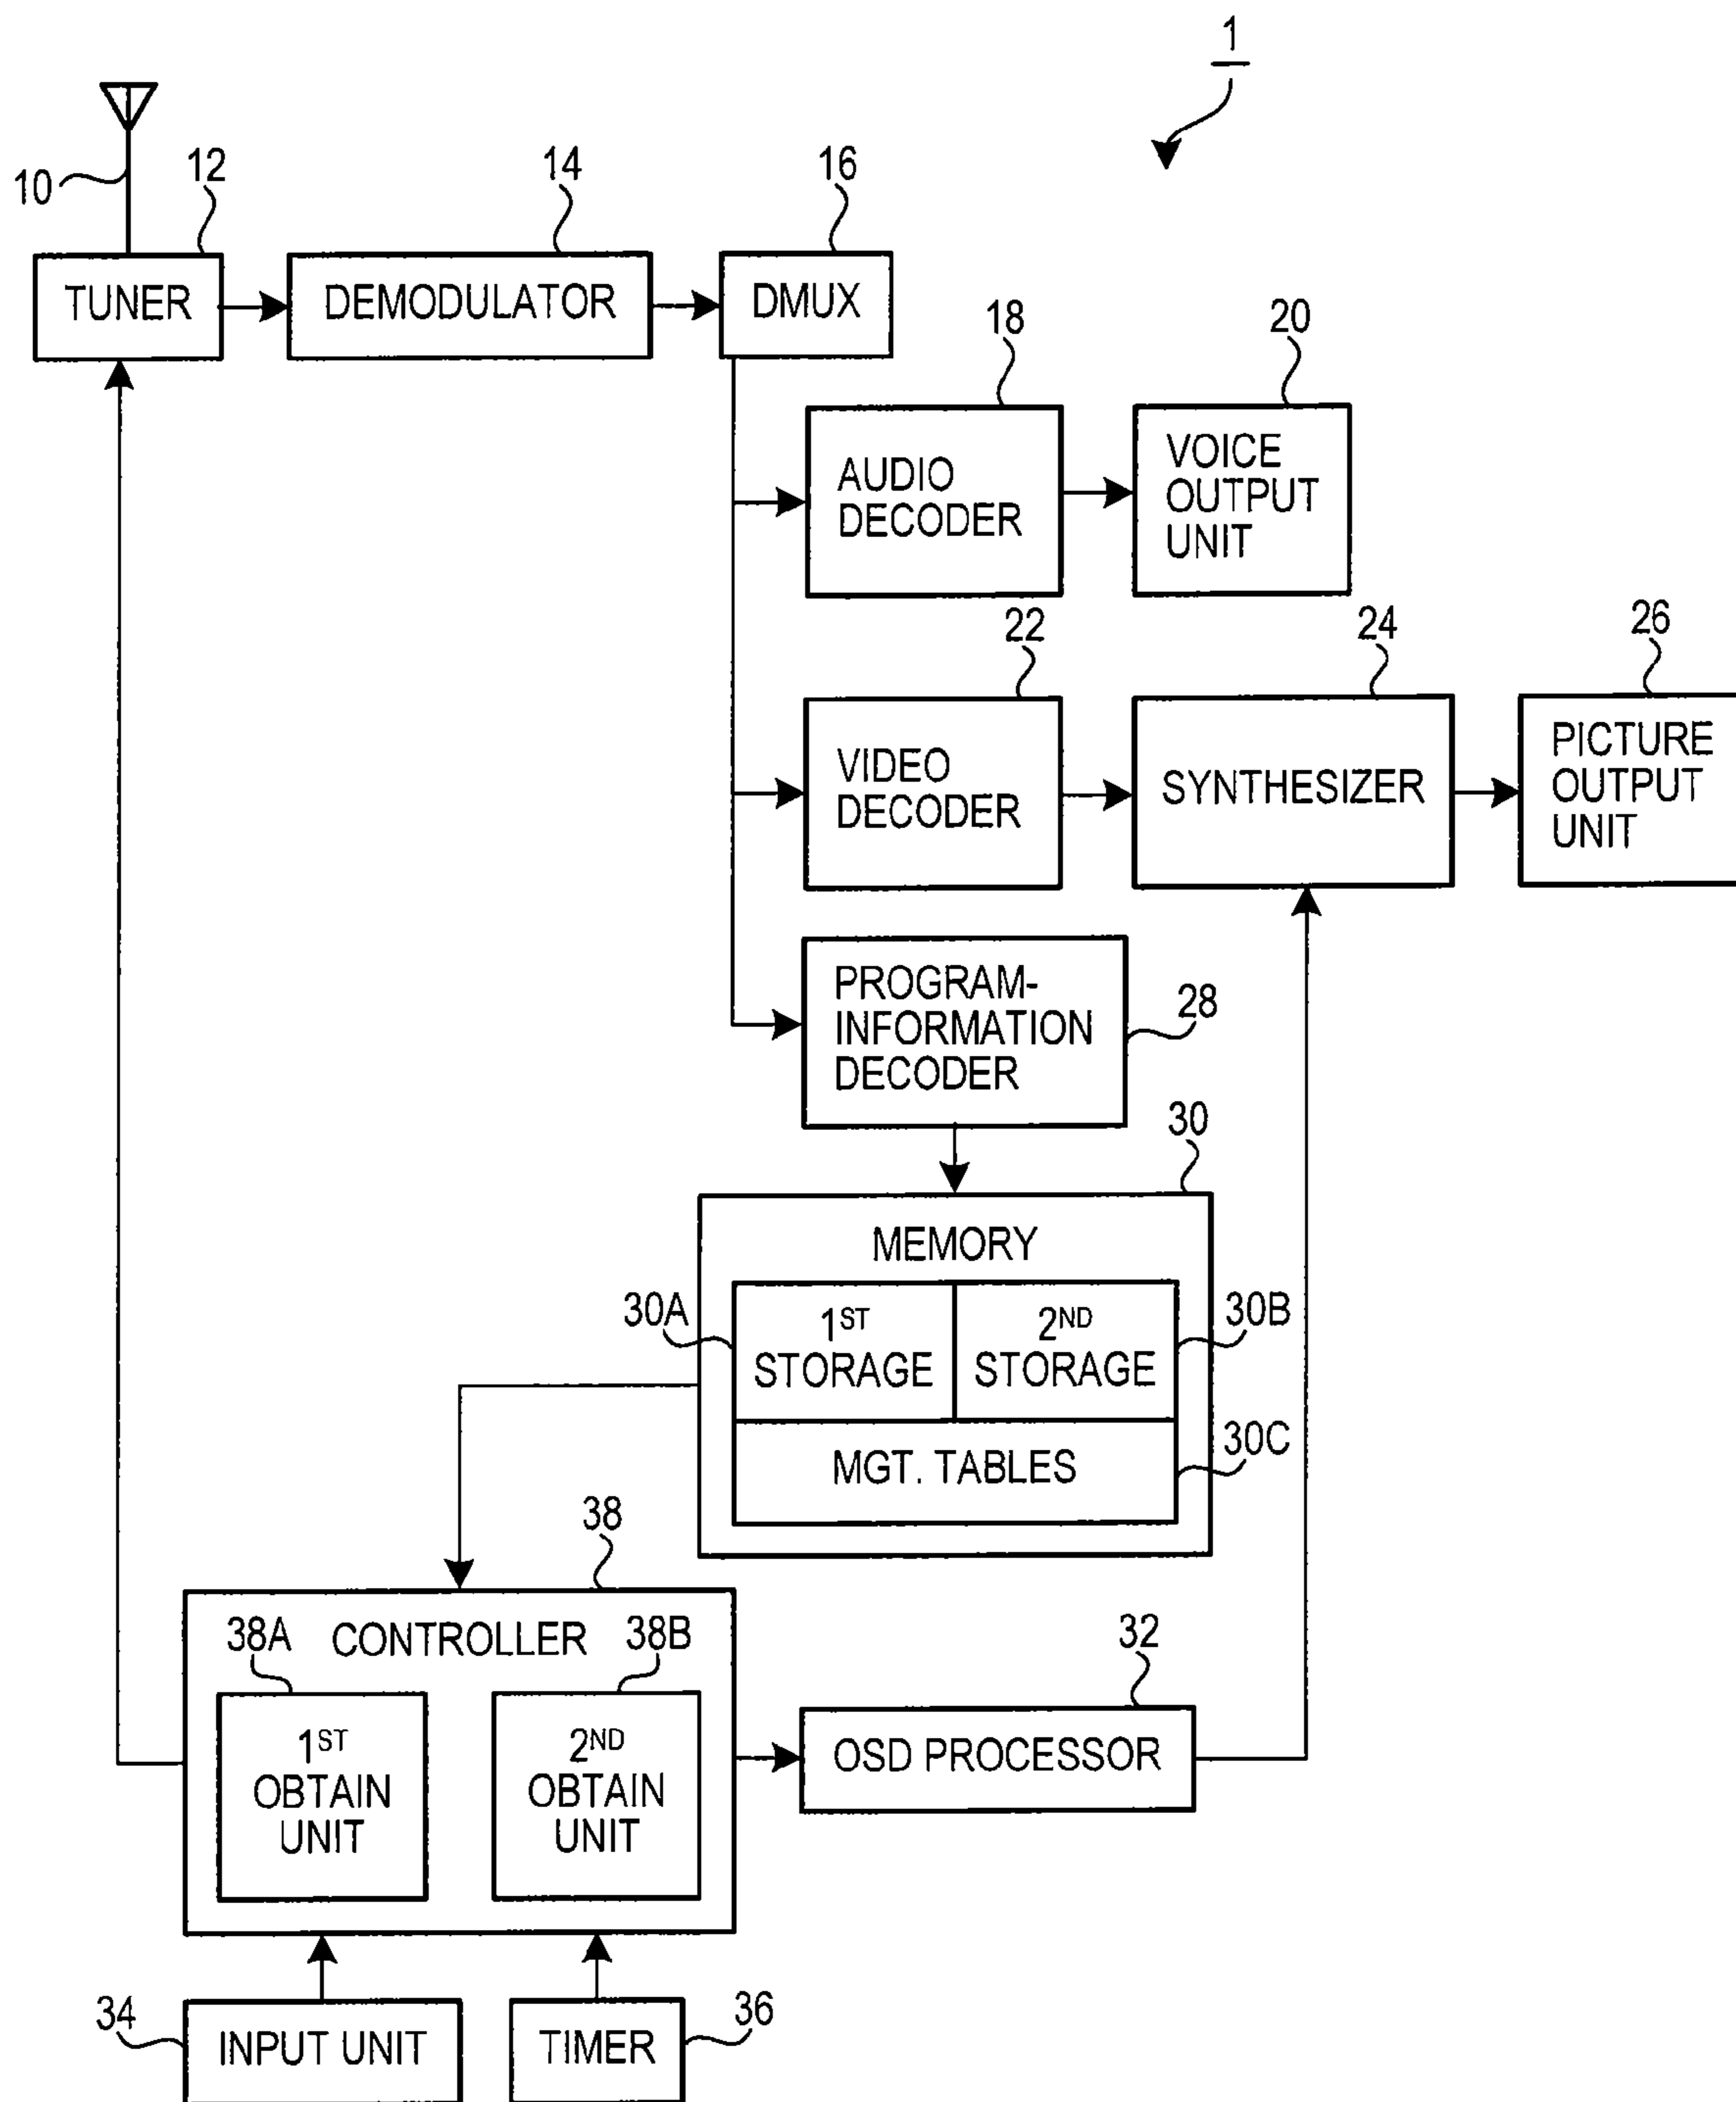 1
10
12
14
16
TUNER
DEMODULATOR
DMUX
18
20
AUDIO
DECODER
VOICE
OUTPUT
UNIT
22
24
26
VIDEO
DECODER
SYNTHESIZER
PICTURE
OUTPUT
UNIT
PROGRAM-
INFORMATION
DECODER
28
30
MEMORY
30A
1ST
STORAGE
2ND
STORAGE
30B
MGT. TABLES
30C
38
CONTROLLER
38A
38B
1ST
OBTAIN
UNIT
2ND
OBTAIN
UNIT
32
OSD PROCESSOR
34
INPUT UNIT
TIMER
36